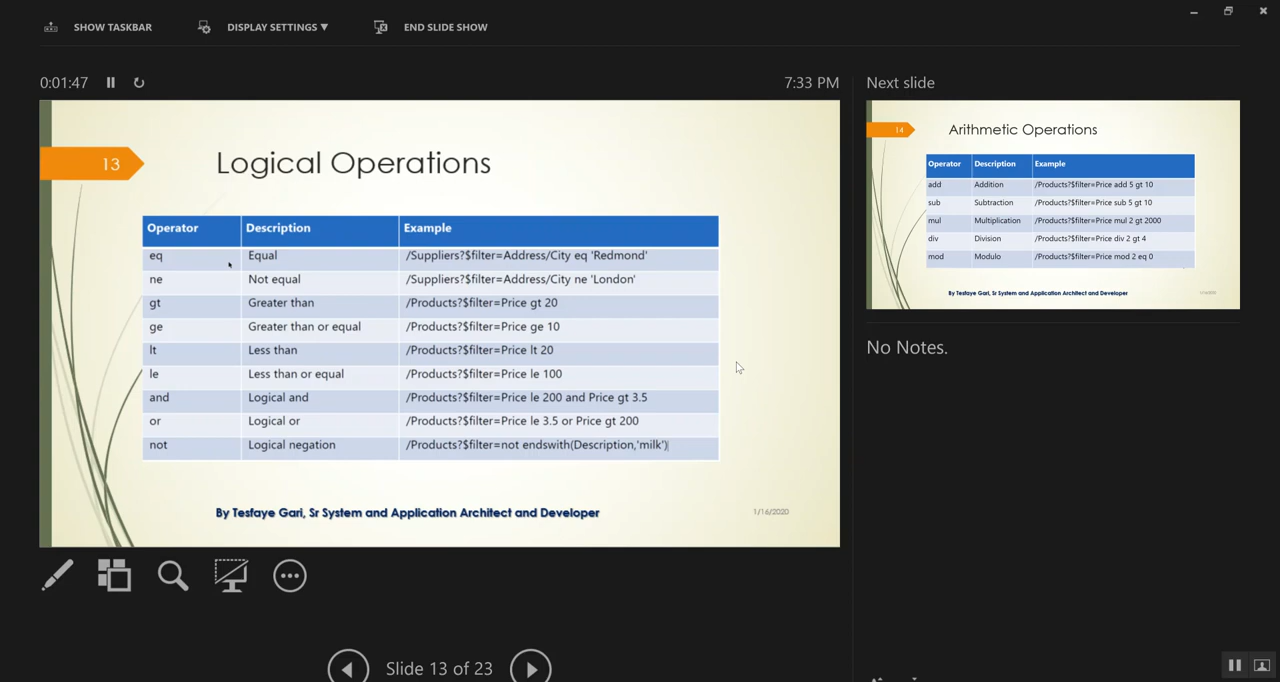 SHOW TASKBAR DISPLAY SETTINGS ▼ END SLIDE SHOW
0:01:47 7:33 PM
13 Logical Operations
Operator Description Example
eq Equal /Suppliers?$filter=Address/City eq 'Redmond'
ne Not equal /Suppliers?$filter=Address/City ne 'London'
gt Greater than /Products?$filter=Price gt 20
ge Greater than or equal /Products?$filter=Price ge 10
lt Less than /Products?$filter=Price lt 20
le Less than or equal /Products?$filter=Price le 100
and Logical and /Products?$filter=Price le 200 and Price gt 3.5
or Logical or /Products?$filter=Price le 3.5 or Price gt 200
not Logical negation /Products?$filter=not endswith(Description,'milk')
By Tesfaye Gari, Sr System and Application Architect and Developer 1/16/2020
Slide 13 of 23
Next slide
14 Arithmetic Operations
Operator Description Example
add Addition /Products?$filter=Price add 5 gt 10
sub Subtraction /Products?$filter=Price sub 5 gt 10
mul Multiplication /Products?$filter=Price mul 2 gt 2000
div Division /Products?$filter=Price div 2 gt 4
mod Modulo /Products?$filter=Price mod 2 eq 0
By Tesfaye Gari, Sr System and Application Architect and Developer
No Notes.